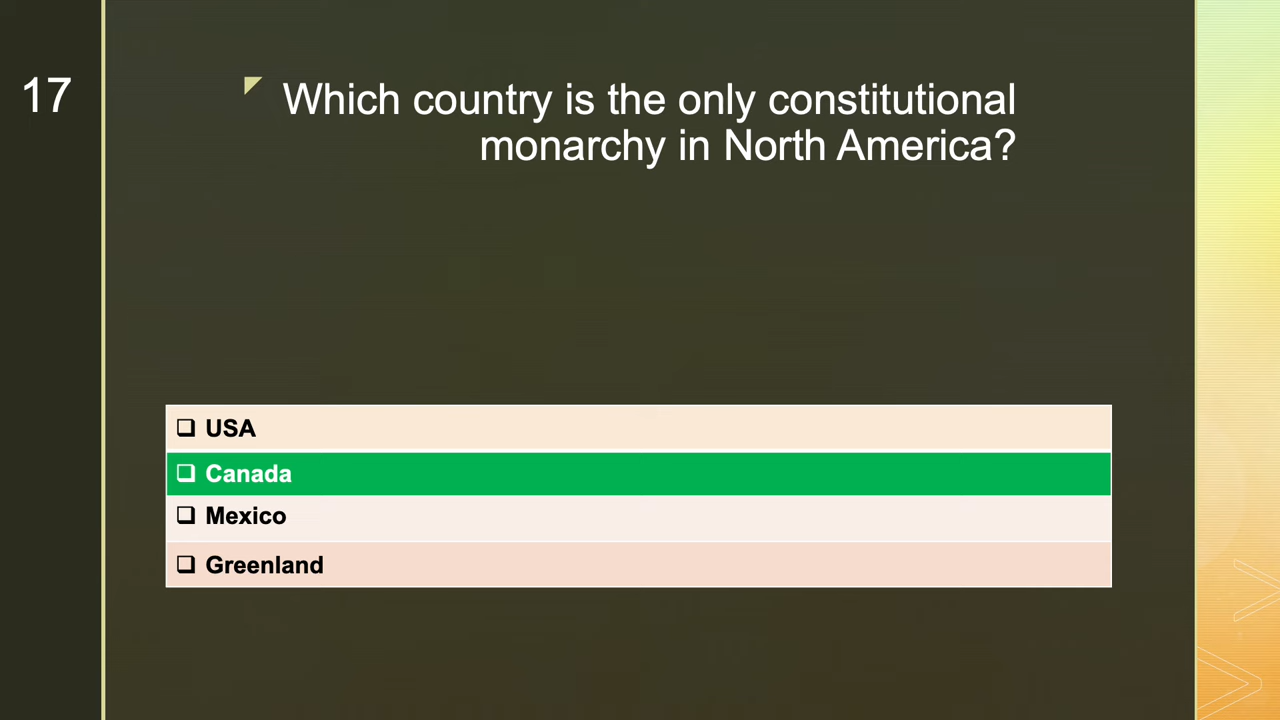 17
Which country is the only constitutional
monarchy in North America?
❑ USA
❑ Canada
❑ Mexico
❑ Greenland